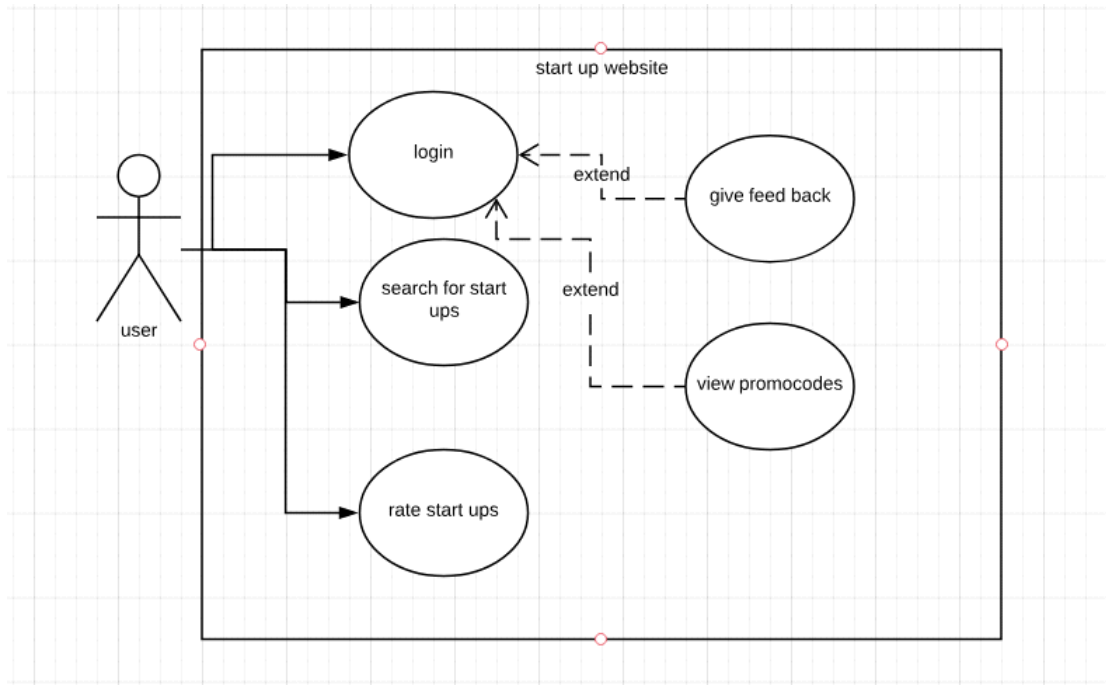 start up website
login
extend
give feed back
search for start
ups
extend
user
view promocodes
rate start ups